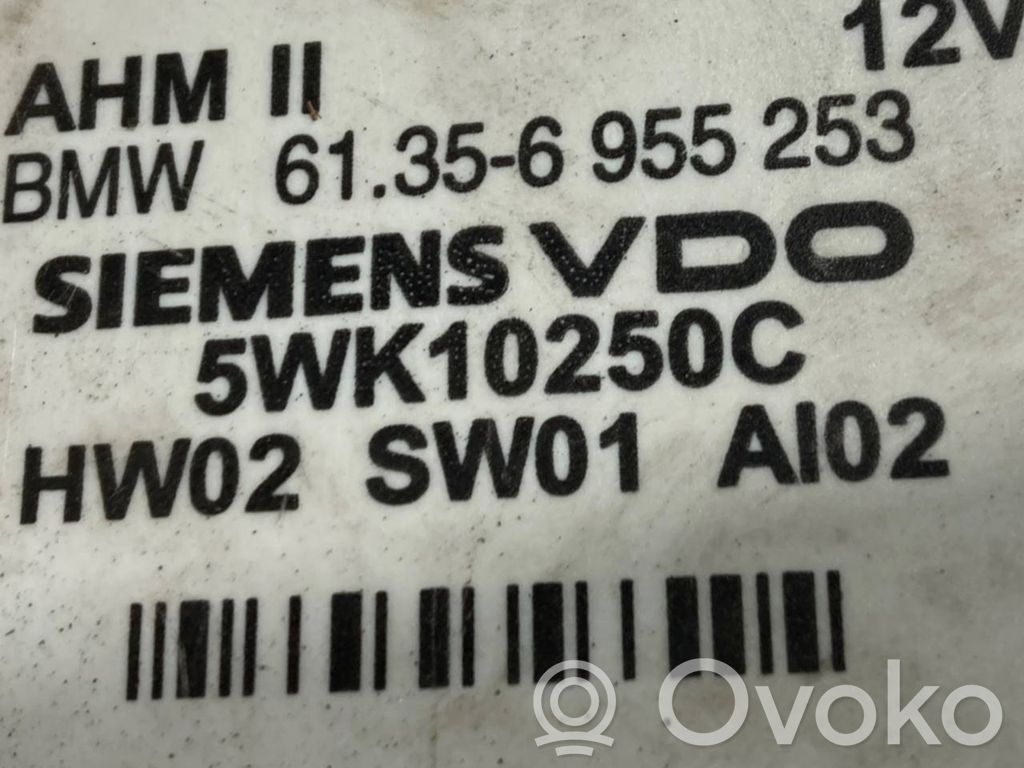 12V
AHM II
BMW 61.35-6 955 253
SIEMENS VDO
5WK10250C
HW02 SW01 AI02
Ovoko